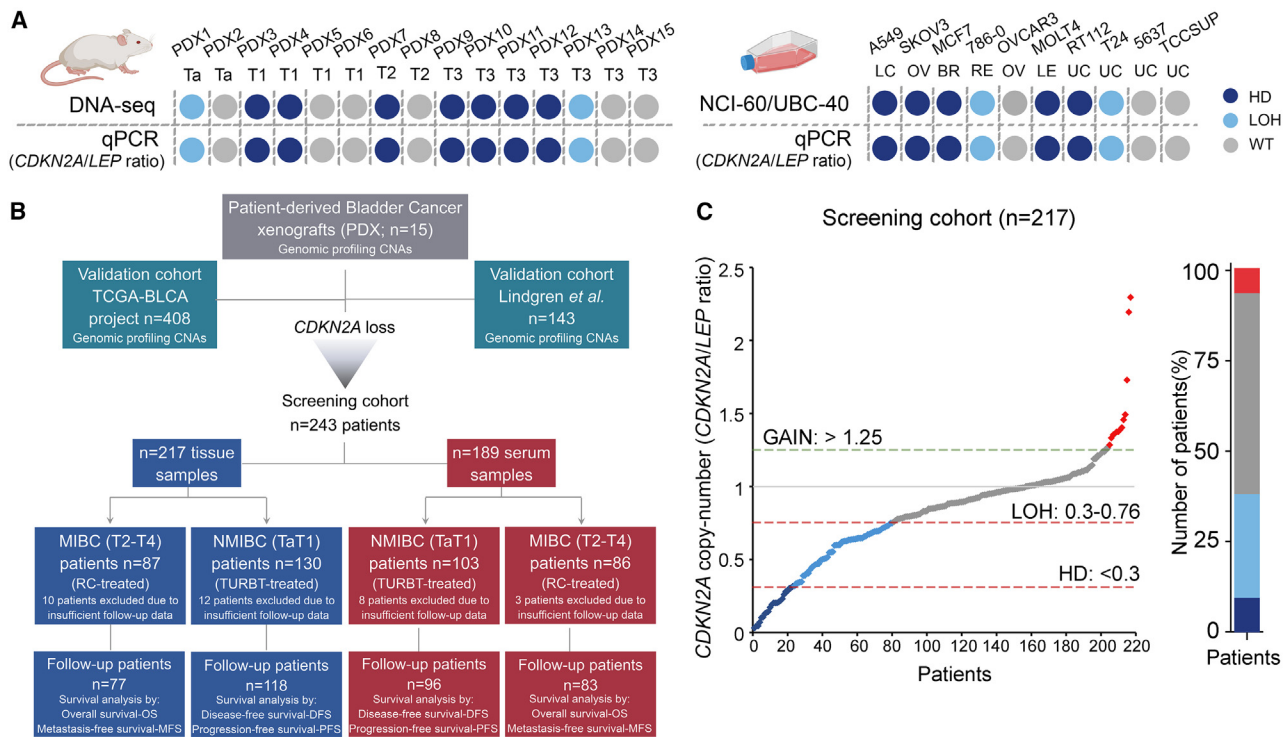 A
PDX1 PDX2 PDX3 PDX4 PDX5 PDX6 PDX7 PDX8 PDX9 PDX10 PDX11 PDX12 PDX13 PDX14 PDX15
Ta Ta T1 T1 T1 T1 T2 T2 T3 T3 T3 T3 T3 T3 T3
DNA-seq
qPCR
(CDKN2A/LEP ratio)
A549 SKOV3 MCF7 786-0 OVCAR3 MOLT4 RT112 T24 5637 TCCSUP
LC OV BR RE OV LE UC UC UC UC
NCI-60/UBC-40
qPCR
(CDKN2A/LEP ratio)
HD
LOH
WT
B
Patient-derived Bladder Cancer
xenografts (PDX; n=15)
Genomic profiling CNAs
Validation cohort
TCGA-BLCA
project n=408
Genomic profiling CNAs
Validation cohort
Lindgren et al.
n=143
Genomic profiling CNAs
CDKN2A loss
Screening cohort
n=243 patients
n=217 tissue
samples
n=189 serum
samples
MIBC (T2-T4)
patients n=87
(RC-treated)
10 patients excluded due to
insufficient follow-up data
NMIBC (TaT1)
patients n=130
(TURBT-treated)
12 patients excluded due to
insufficient follow-up data
NMIBC (TaT1)
patients n=103
(TURBT-treated)
8 patients excluded due to
insufficient follow-up data
MIBC (T2-T4)
patients n=86
(RC-treated)
3 patients excluded due to
insufficient follow-up data
Follow-up patients
n=77
Survival analysis by:
Overall survival-OS
Metastasis-free survival-MFS
Follow-up patients
n=118
Survival analysis by:
Disease-free survival-DFS
Progression-free survival-PFS
Follow-up patients
n=96
Survival analysis by:
Disease-free survival-DFS
Progression-free survival-PFS
Follow-up patients
n=83
Survival analysis by:
Overall survival-OS
Metastasis-free survival-MFS
C
Screening cohort (n=217)
CDKN2A copy-number (CDKN2A/LEP ratio)
2.5
2
1.5
1
0.5
0
GAIN: > 1.25
LOH: 0.3-0.76
HD: <0.3
0 20 40 60 80 100 120 140 160 180 200 220
Patients
Number of patients(%)
100
75
50
25
0
Patients